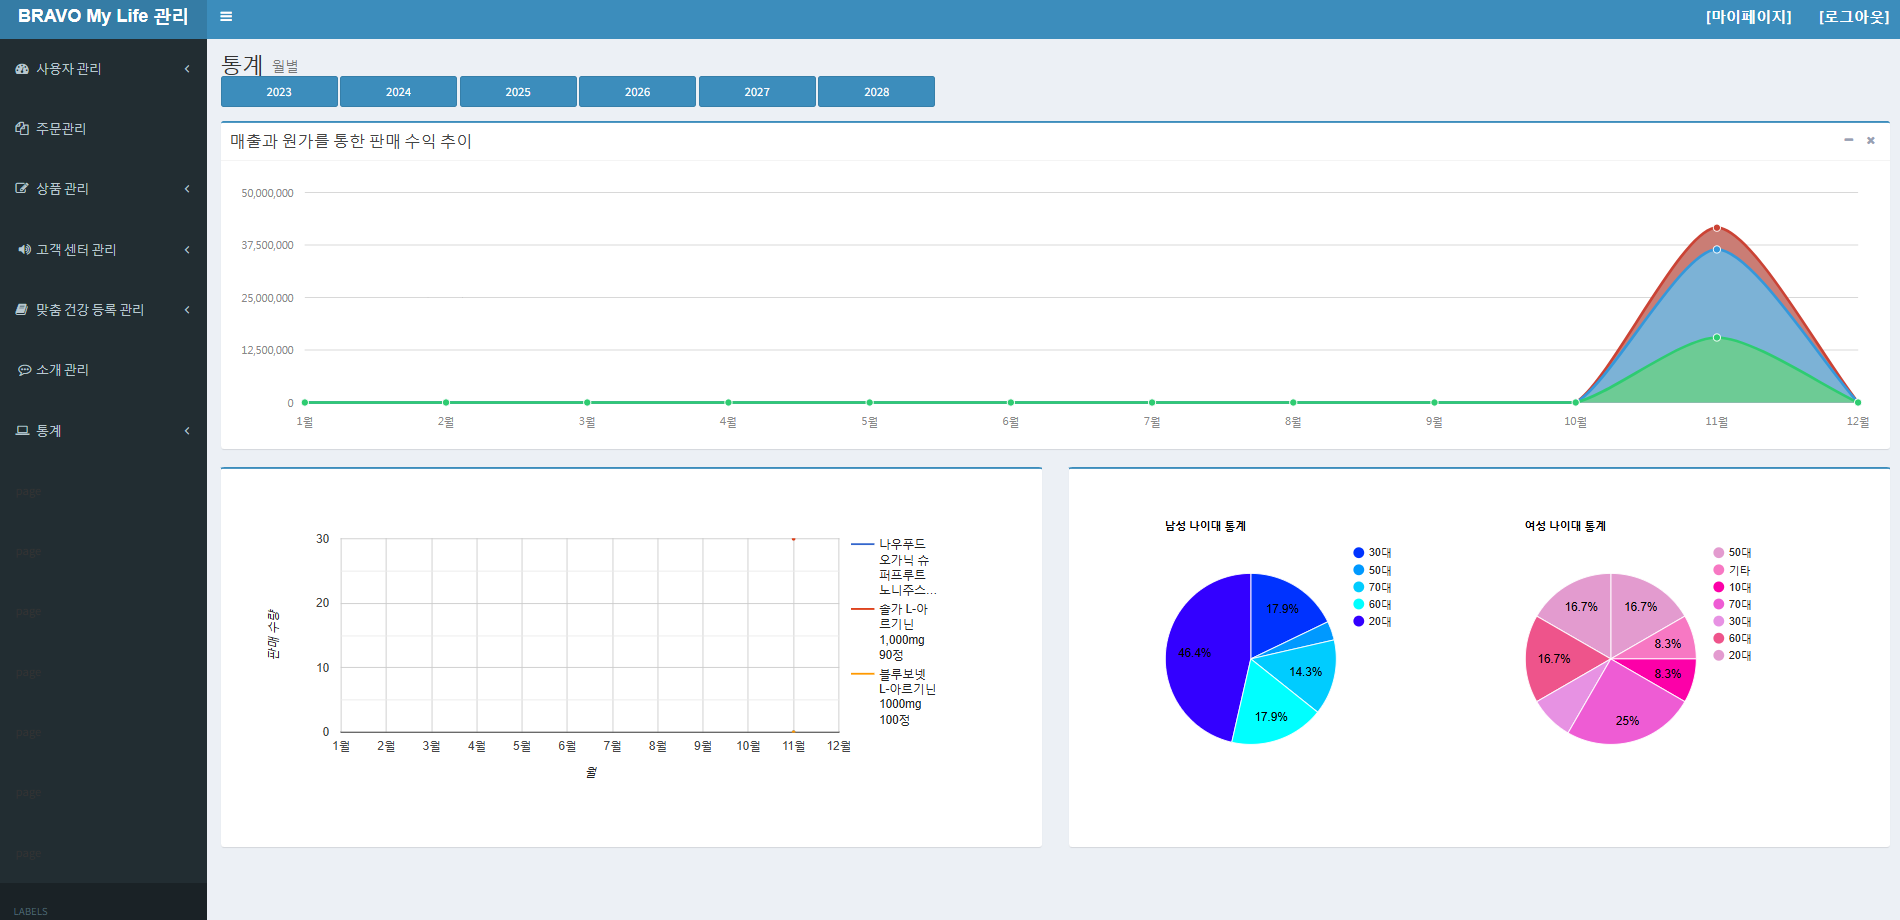 BRAVO My Life 관리
[마이페이지] [로그아웃]
사용자 관리
주문관리
상품 관리
고객 센터 관리
맞춤 건강 등록 관리
소개 관리
통계
page
page
page
page
page
page
page
LABELS
통계 월별
2023 2024 2025 2026 2027 2028
매출과 원가를 통한 판매 수익 추이
50,000,000
37,500,000
25,000,000
12,500,000
0
1월 2월 3월 4월 5월 6월 7월 8월 9월 10월 11월 12월
판매 수량
30
20
10
0
1월 2월 3월 4월 5월 6월 7월 8월 9월 10월 11월 12월
월
나우푸드
오가닉 슈
퍼프루트
노니주스...
솔가 L-아
르기닌
1,000mg
90정
블루보넷
L-아르기닌
1000mg
100정
남성 나이대 통계
17.9%
14.3%
17.9%
46.4%
30대
50대
70대
60대
20대
여성 나이대 통계
16.7%
8.3%
8.3%
25%
16.7%
16.7%
50대
기타
10대
70대
30대
60대
20대